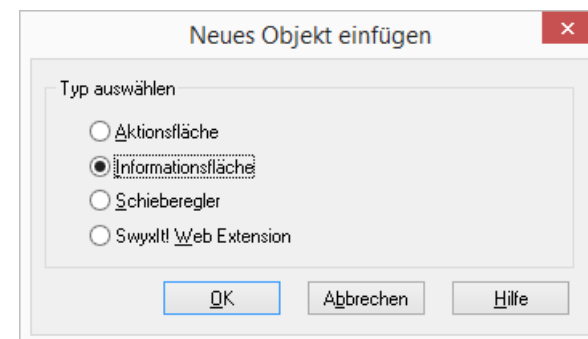 Neues Objekt einfügen
Typ auswählen
Aktionsfläche
Informationsfläche
Schieberegler
SwyxIt! Web Extension
OK Abbrechen Hilfe